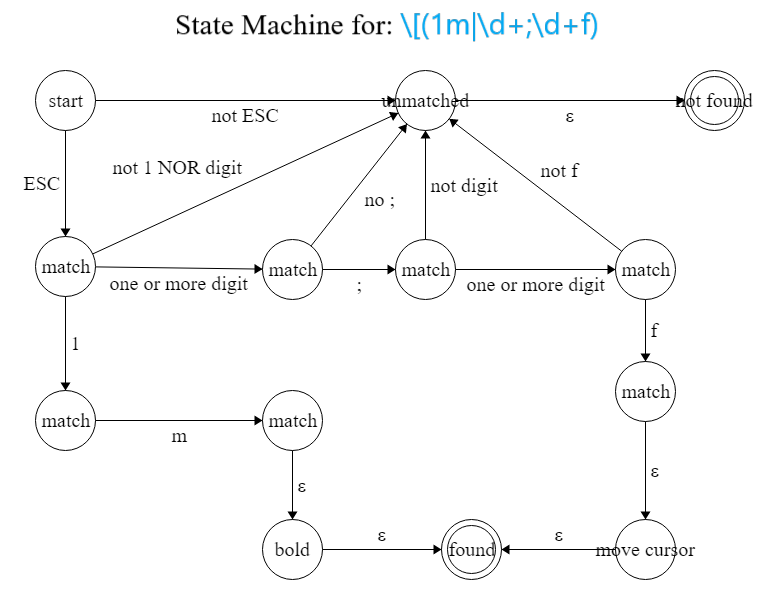 State Machine for: \[(1m|\d+;\d+f)
start
not ESC
unmatched
ε
not found
ESC
not 1 NOR digit
no ;
not digit
not f
match
one or more digit
match
;
match
one or more digit
match
1
f
match
m
match
match
ε
ε
bold
ε
found
ε
move cursor